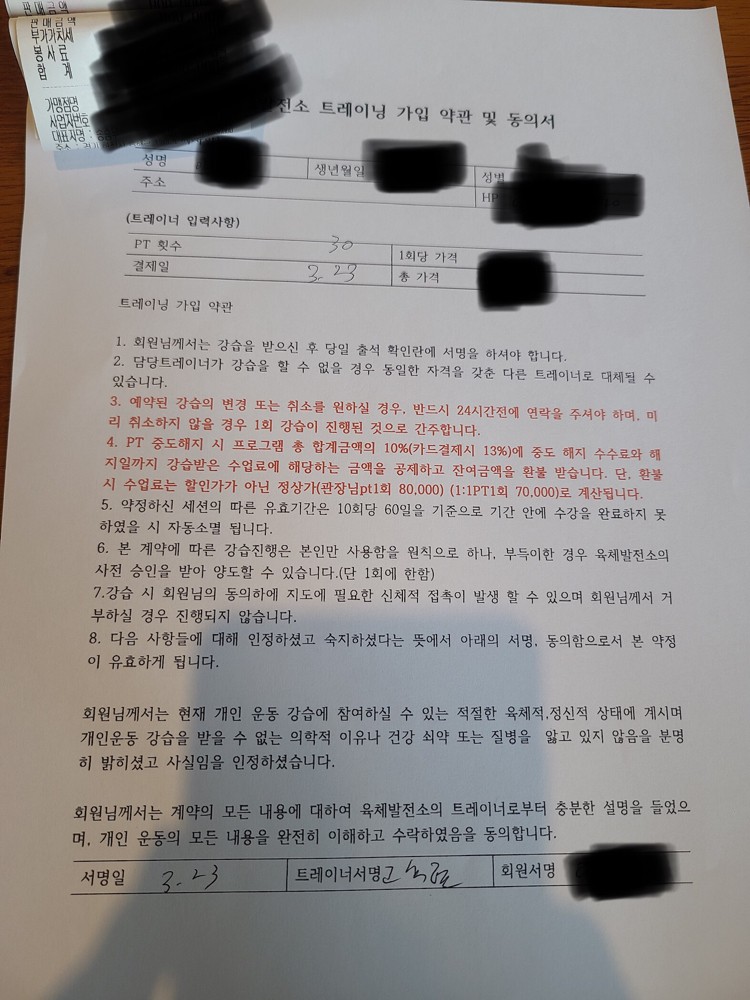 판매금액
판매금액
부가가치세
봉사료
합 계
가맹점명
사업자번호
대표자명 :
전소 트레이닝 가입 약관 및 동의서
성명 생년월일 성별
주소 HP
(트레이너 입력사항)
PT 횟수 30 1회당 가격
결제일 3. 23 총 가격
트레이닝 가입 약관
1. 회원님께서는 강습을 받으신 후 당일 출석 확인란에 서명을 하셔야 합니다.
2. 담당트레이너가 강습을 할 수 없을 경우 동일한 자격을 갖춘 다른 트레이너로 대체될 수
있습니다.
3. 예약된 강습의 변경 또는 취소를 원하실 경우, 반드시 24시간전에 연락을 주셔야 하며, 미
리 취소하지 않을 경우 1회 강습이 진행된 것으로 간주합니다.
4. PT 중도해지 시 프로그램 총 합계금액의 10%(카드결제시 13%)에 중도 해지 수수료와 해
지일까지 강습받은 수업료에 해당하는 금액을 공제하고 잔여금액을 환불 받습니다. 단, 환불
시 수업료는 할인가가 아닌 정상가(관장님pt1회 80,000) (1:1PT1회 70,000)로 계산됩니다.
5. 약정하신 세션의 따른 유효기간은 10회당 60일을 기준으로 기간 안에 수강을 완료하지 못
하였을 시 자동소멸 됩니다.
6. 본 계약에 따른 강습진행은 본인만 사용함을 원칙으로 하나, 부득이한 경우 육체발전소의
사전 승인을 받아 양도할 수 있습니다.(단 1회에 한함)
7.강습 시 회원님의 동의하에 지도에 필요한 신체적 접촉이 발생 할 수 있으며 회원님께서 거
부하실 경우 진행되지 않습니다.
8. 다음 사항들에 대해 인정하셨고 숙지하셨다는 뜻에서 아래의 서명, 동의함으로서 본 약정
이 유효하게 됩니다.
회원님께서는 현재 개인 운동 강습에 참여하실 수 있는 적절한 육체적,정신적 상태에 계시며
개인운동 강습을 받을 수 없는 의학적 이유나 건강 쇠약 또는 질병을 앓고 있지 않음을 분명
히 밝히셨고 사실임을 인정하셨습니다.
회원님께서는 계약의 모든 내용에 대하여 육체발전소의 트레이너로부터 충분한 설명을 들었으
며, 개인 운동의 모든 내용을 완전히 이해하고 수락하였음을 동의합니다.
서명일 3. 23 트레이너서명 회원서명